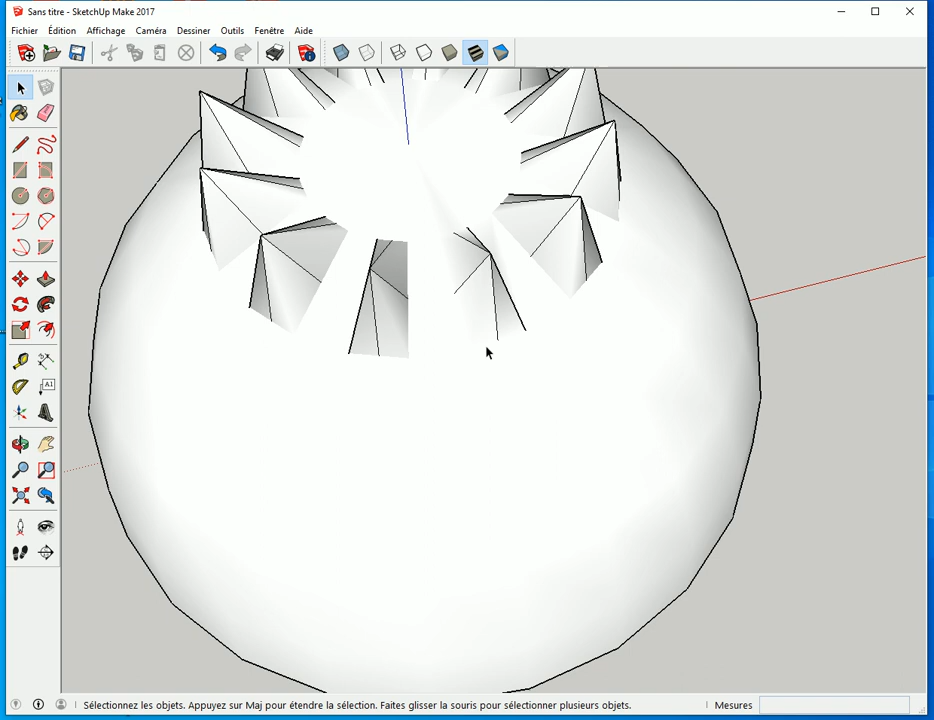 Sans titre - SketchUp Make 2017
Fichier Édition Affichage Caméra Dessiner Outils Fenêtre Aide
A1
Sélectionnez les objets. Appuyez sur Maj pour étendre la sélection. Faites glisser la souris pour sélectionner plusieurs objets. Mesures